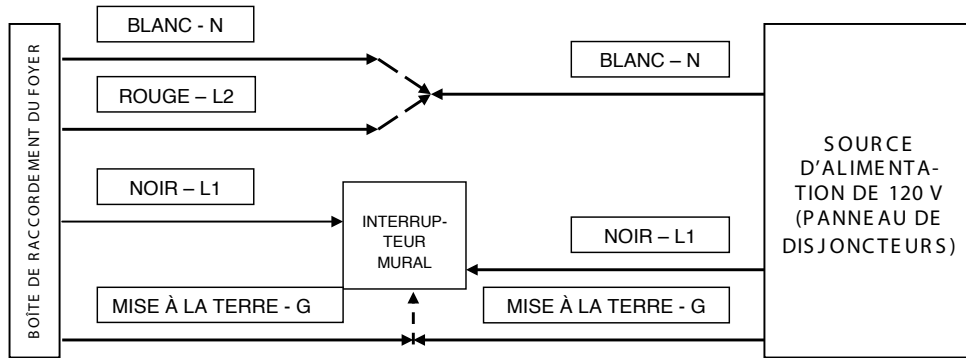 BOÎTE DE RACCORDEMENT DU FOYER
BLANC - N
ROUGE – L2
NOIR – L1
MISE À LA TERRE - G
INTERRUP-
TEUR
MURAL
BLANC – N
NOIR – L1
MISE À LA TERRE - G
SOURCE
D'ALIMENTA-
TION DE 120 V
(PANNEAU DE
DISJONCTEURS)